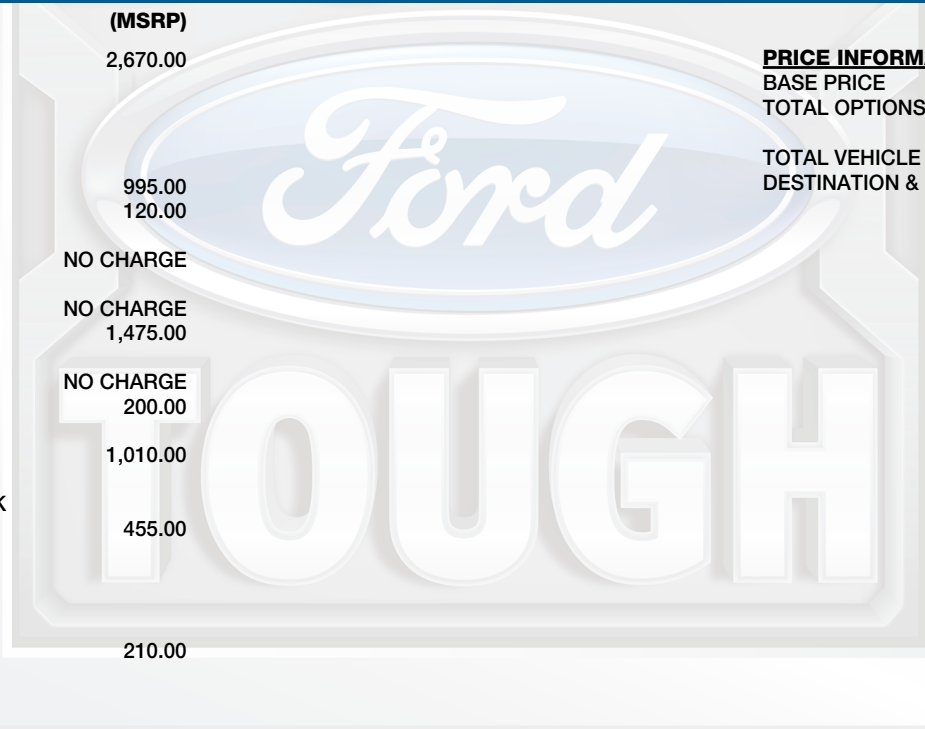 (MSRP)
2,670.00
995.00
120.00
NO CHARGE
NO CHARGE
1,475.00
NO CHARGE
200.00
1,010.00
K
455.00
210.00
PRICE INFORMA
BASE PRICE
TOTAL OPTIONS
TOTAL VEHICLE
DESTINATION &
Ford
TOUGH